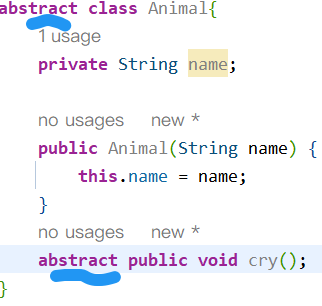 abstract class Animal{
1 usage
private String name;
no usages new *
public Animal(String name) {
this.name = name;
}
no usages new *
abstract public void cry();
}